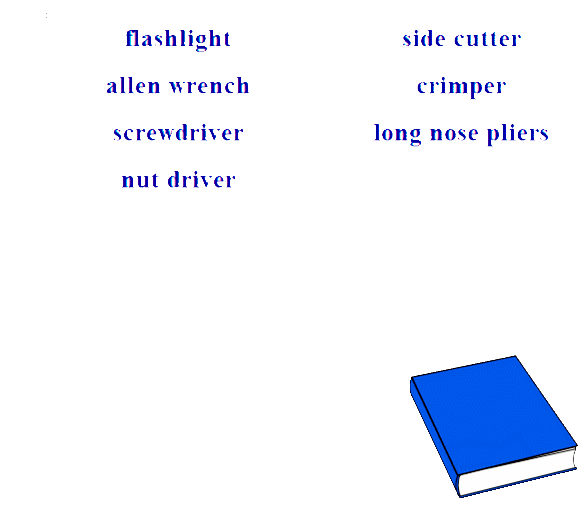 flashlight
allen wrench
screwdriver
nut driver
side cutter
crimper
long nose pliers